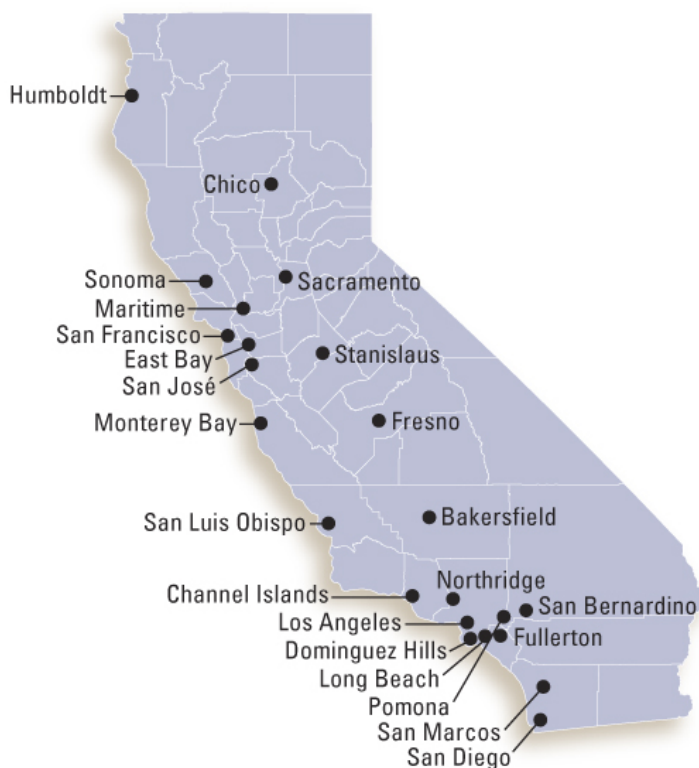 Humboldt
Chico
Sonoma
Sacramento
Maritime
San Francisco
East Bay
Stanislaus
San José
Monterey Bay
Fresno
San Luis Obispo
Bakersfield
Northridge
Channel Islands
San Bernardino
Los Angeles
Fullerton
Dominguez Hills
Long Beach
Pomona
San Marcos
San Diego